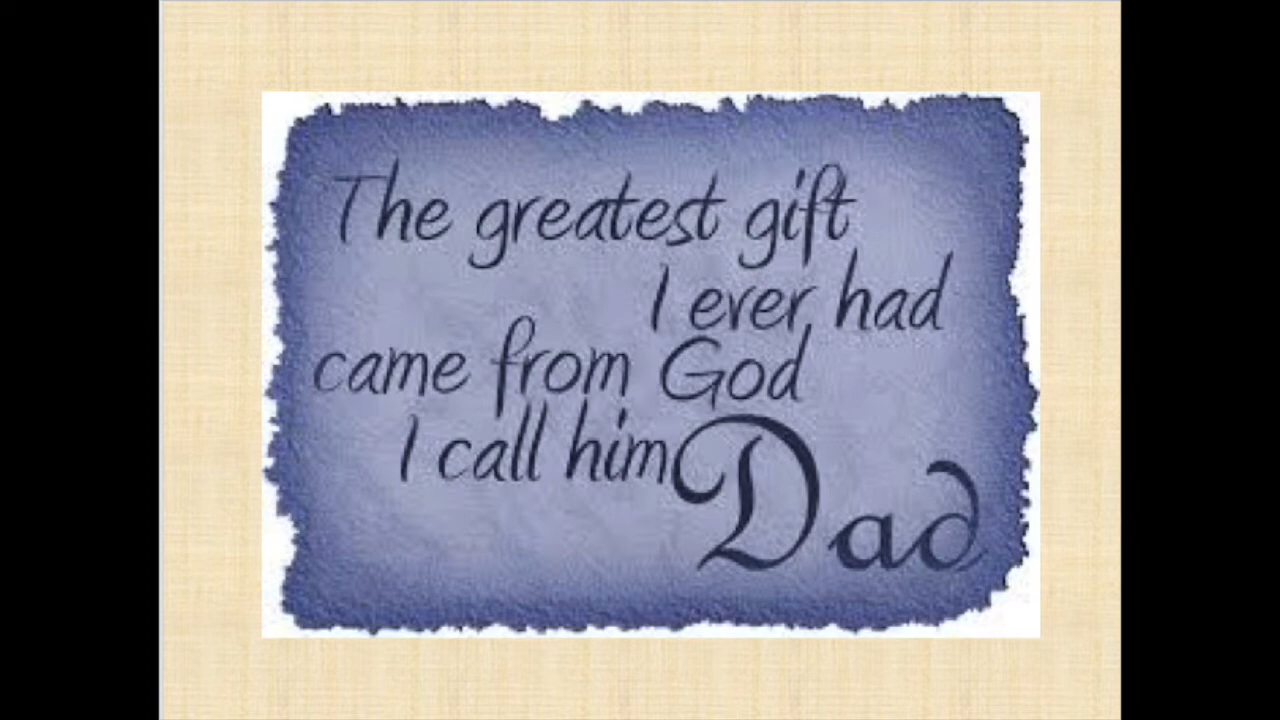 The greatest gift
I ever had
came from God
I call him Dad